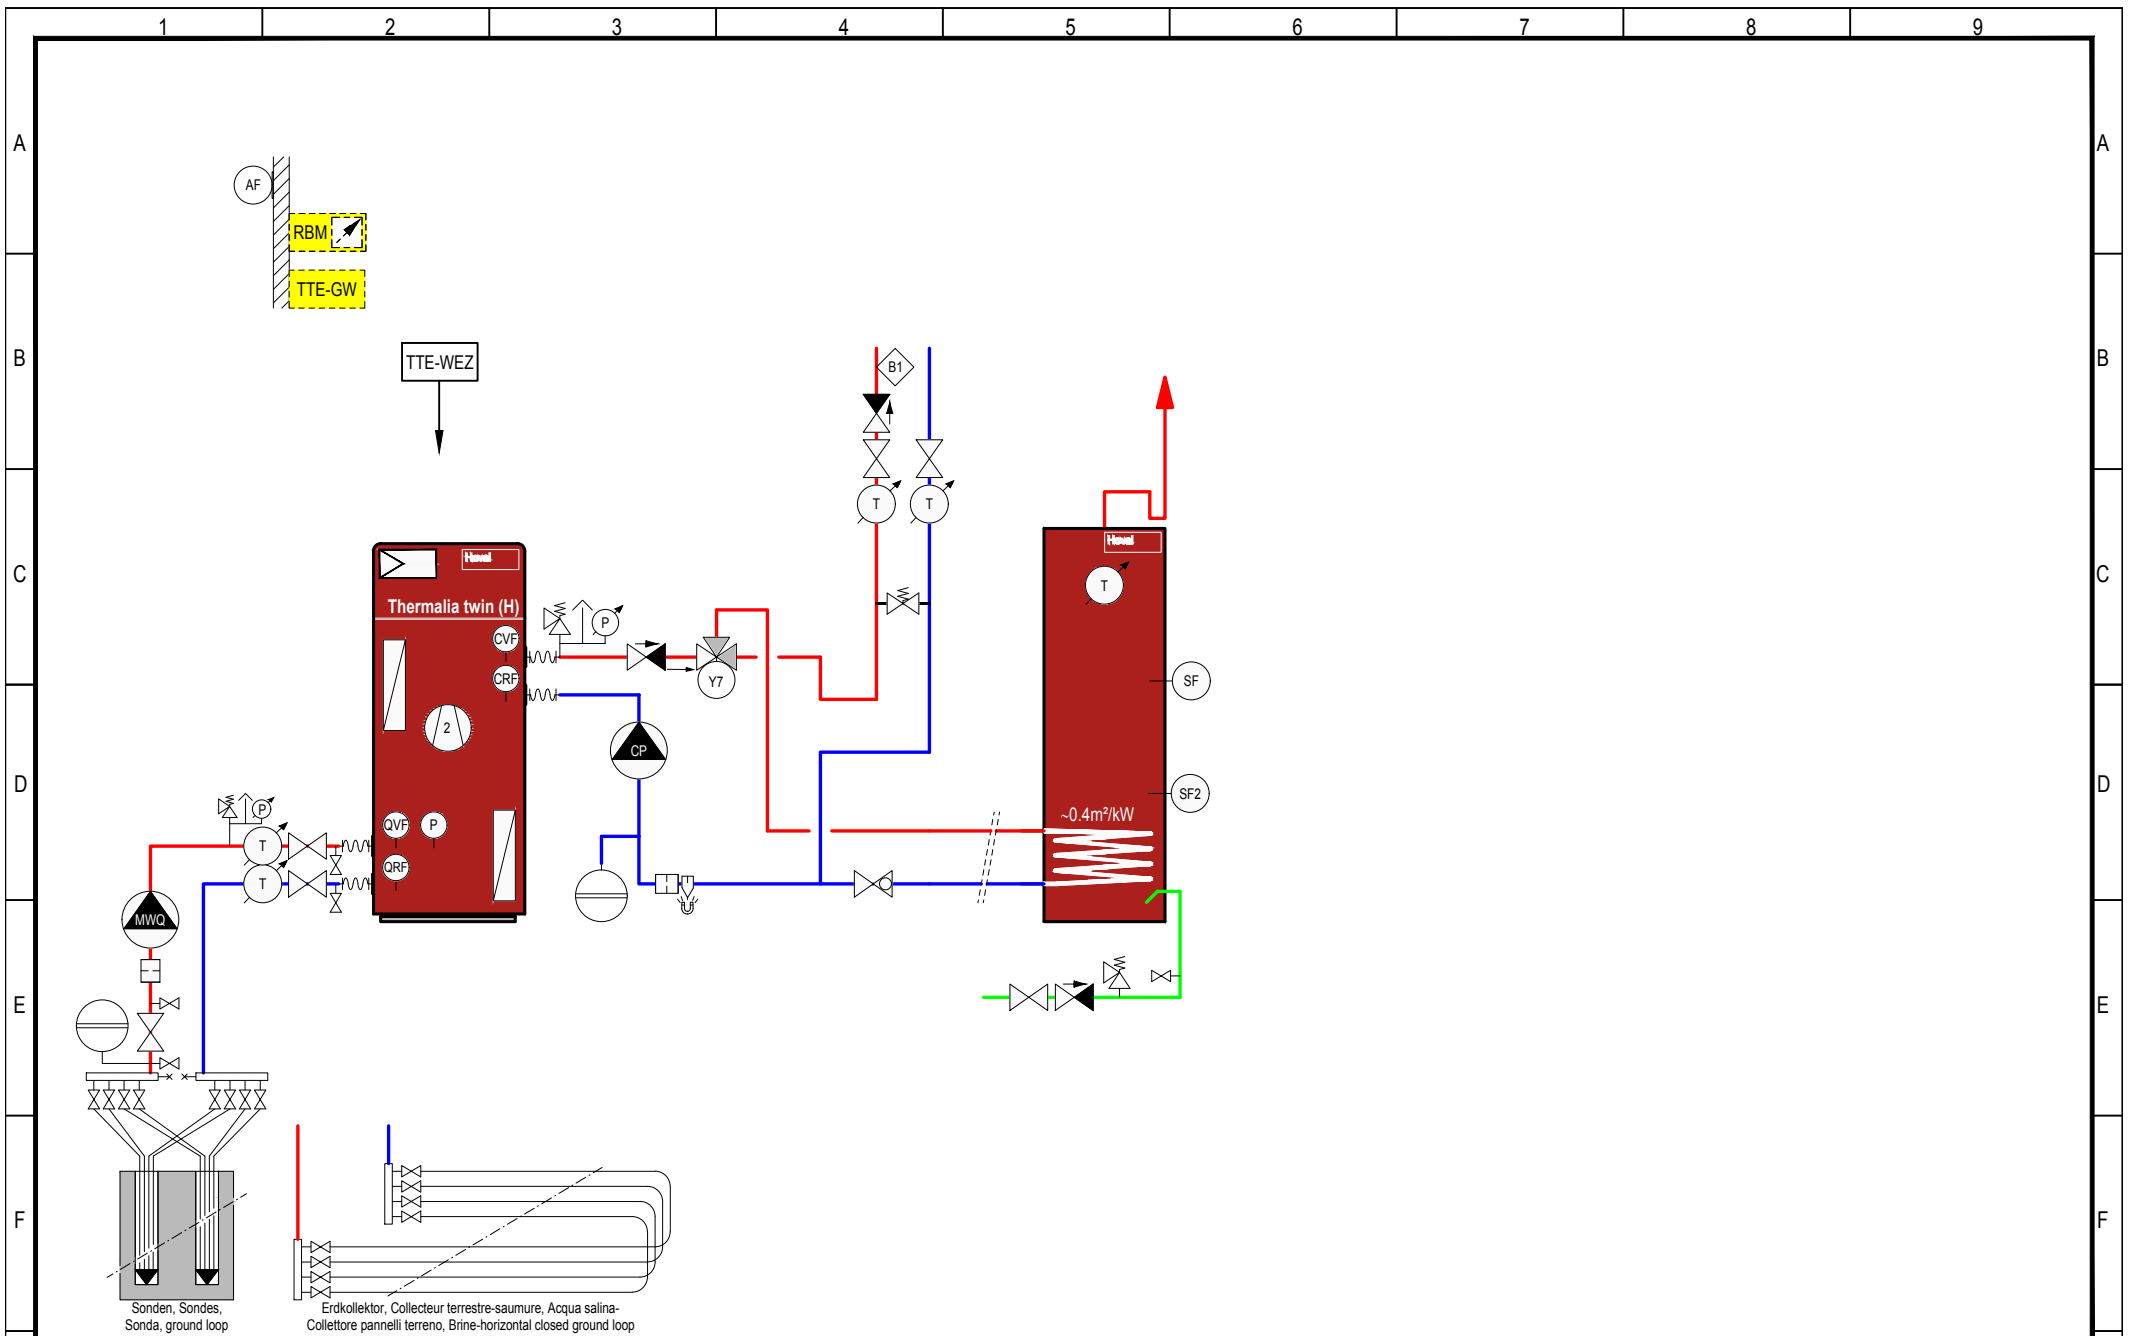 1 2 3 4 5 6 7 8 9
A A
AF
RBM
TTE-GW
B B
TTE-WEZ
B1
T T
C C
Hoval
Hoval
T
Thermalia twin (H)
CVF
P
CRF
Y7
SF
2
CP
D D
SF2
P
QVF P
~0.4m²/kW
T
QRF
T
MWQ
E E
F F
Sonden, Sondes,
Sonda, ground loop
Erdkollektor, Collecteur terrestre-saumure, Acqua salina-
Collettore pannelli terreno, Brine-horizontal closed ground loop